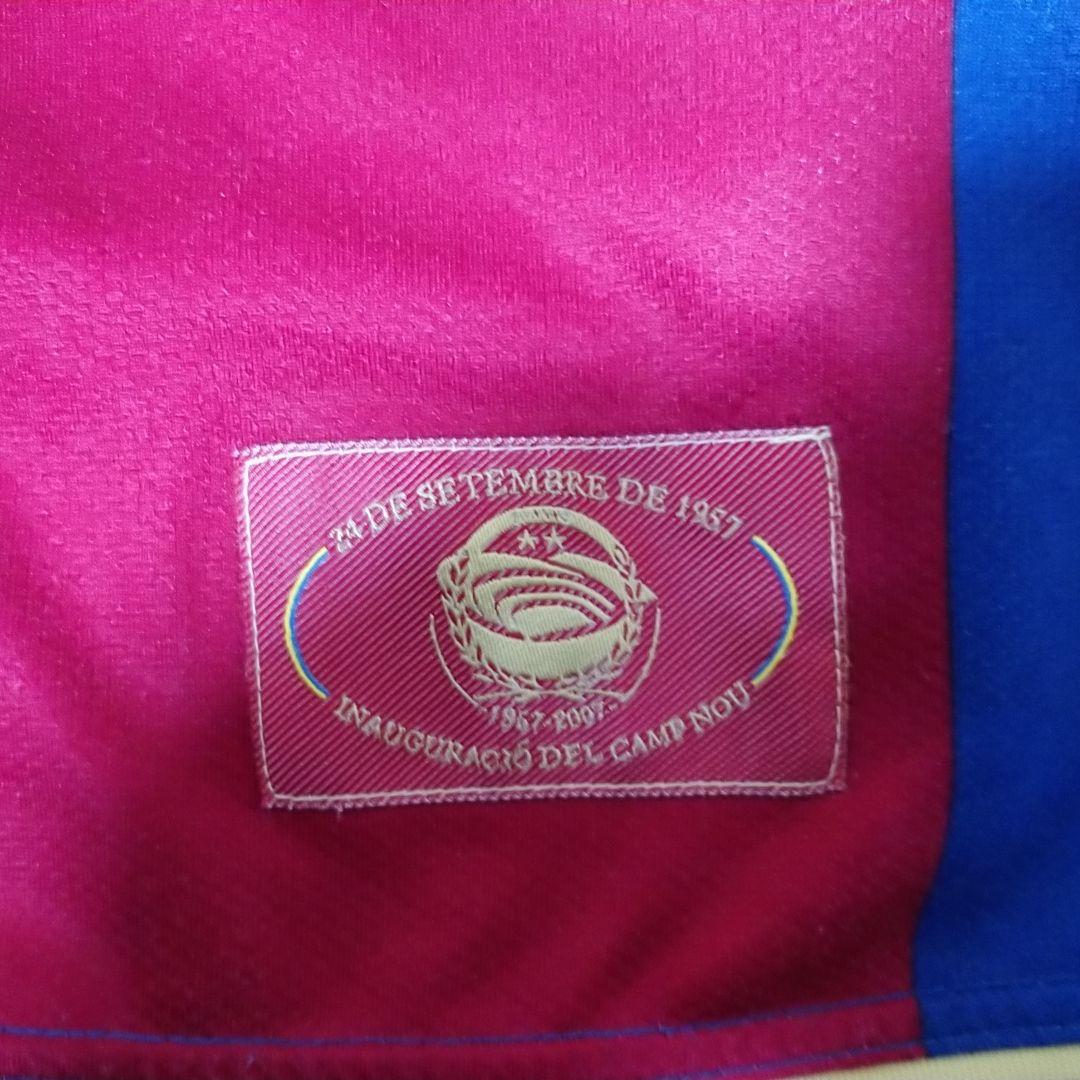 24 DE SETEMBRE DE 1957
1957-2007
INAUGURACIÓ DEL CAMP NOU